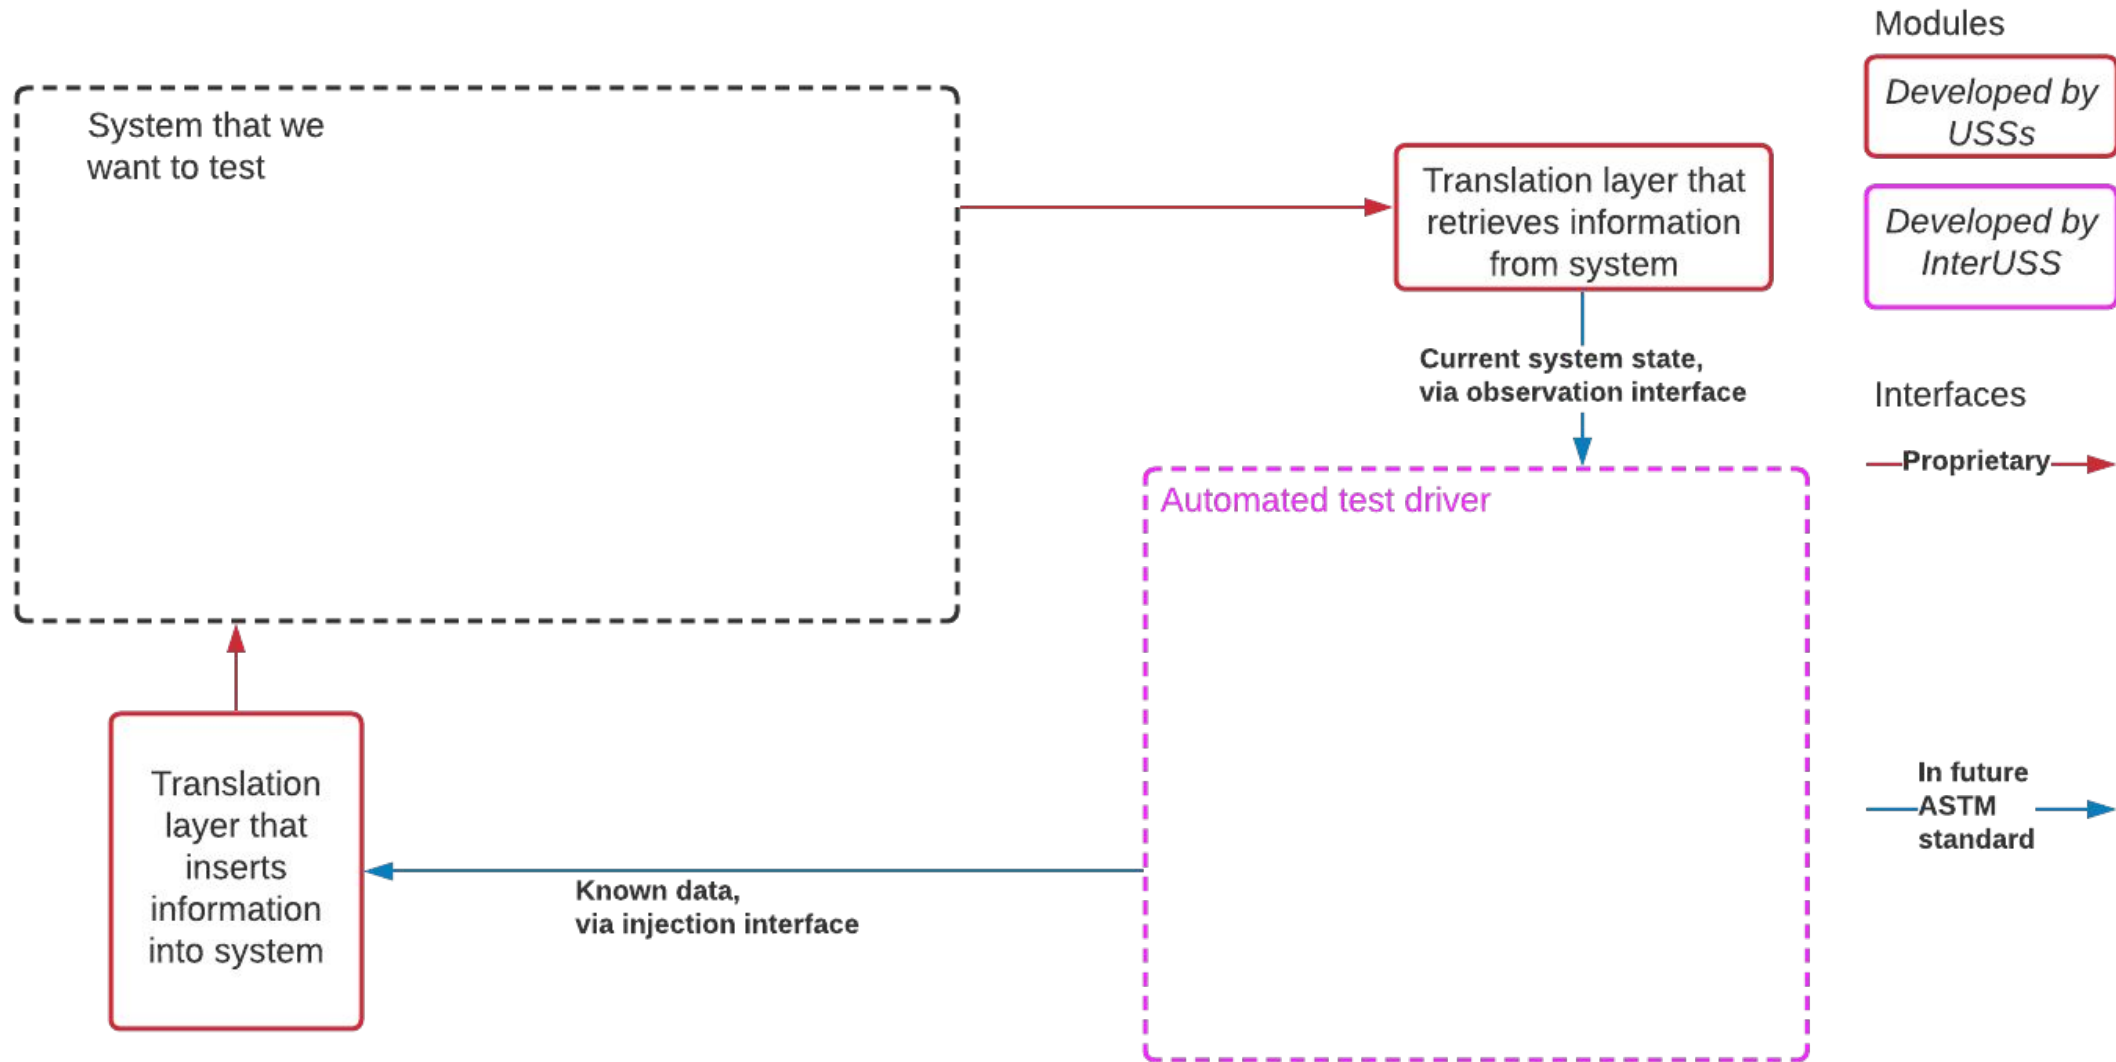 System that we
want to test
Translation layer that
retrieves information
from system
Current system state,
via observation interface
Automated test driver
Known data,
via injection interface
Translation
layer that
inserts
information
into system
Modules
Developed by
USSs
Developed by
InterUSS
Interfaces
Proprietary
In future
ASTM
standard